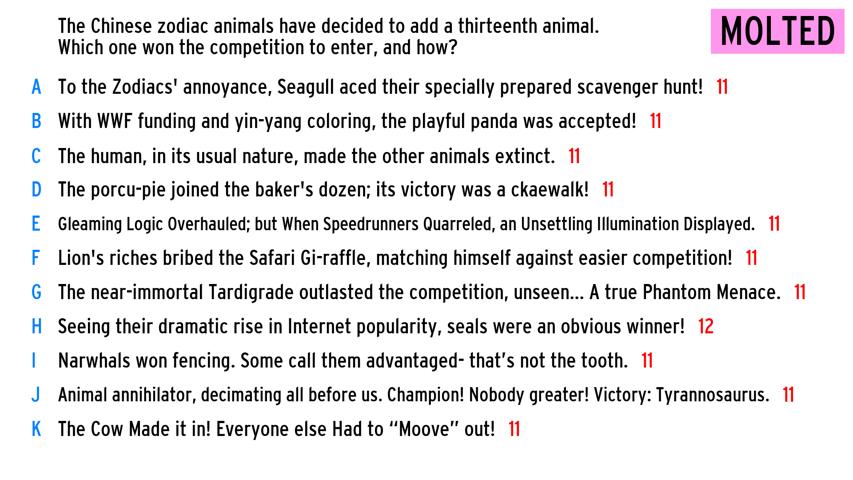 The Chinese zodiac animals have decided to add a thirteenth animal.
Which one won the competition to enter, and how?
MOLTED
A To the Zodiacs' annoyance, Seagull aced their specially prepared scavenger hunt! 11
B With WWF funding and yin-yang coloring, the playful panda was accepted! 11
C The human, in its usual nature, made the other animals extinct. 11
D The porcu-pie joined the baker's dozen; its victory was a ckaewalk! 11
E Gleaming Logic Overhauled; but When Speedrunners Quarreled, an Unsettling Illumination Displayed. 11
F Lion's riches bribed the Safari Gi-raffle, matching himself against easier competition! 11
G The near-immortal Tardigrade outlasted the competition, unseen... A true Phantom Menace. 11
H Seeing their dramatic rise in Internet popularity, seals were an obvious winner! 12
I Narwhals won fencing. Some call them advantaged- that's not the tooth. 11
J Animal annihilator, decimating all before us. Champion! Nobody greater! Victory: Tyrannosaurus. 11
K The Cow Made it in! Everyone else Had to “Moove” out! 11